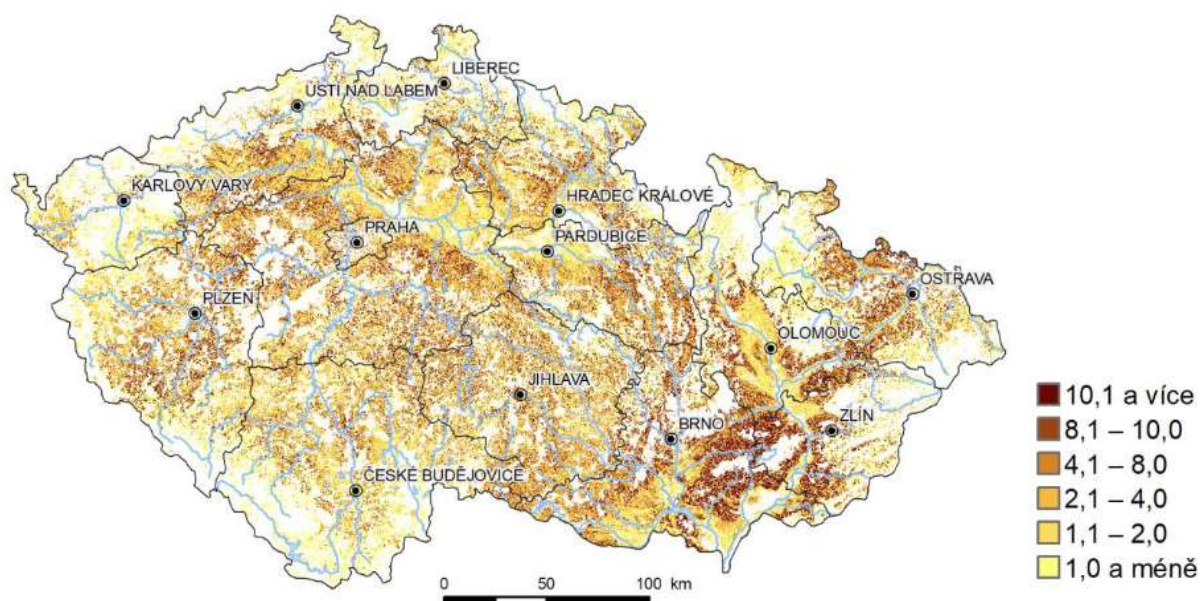 LIBEREC
ÚSTÍ NAD LABEM
KARLOVY VARY
HRADEC KRÁLOVÉ
PRAHA
PARDUBICE
OSTRAVA
PLZEŇ
OLOMOUC
JIHLAVA
BRNO
ZLÍN
ČESKÉ BUDĚJOVICE
10,1 a více
8,1 – 10,0
4,1 – 8,0
2,1 – 4,0
1,1 – 2,0
1,0 a méně
0 50 100 km